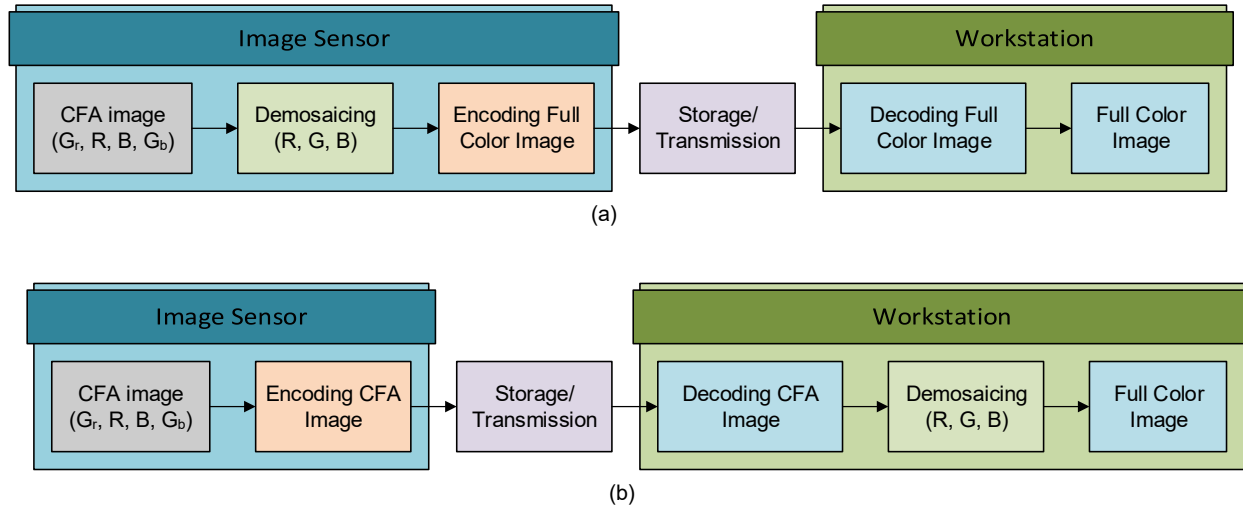 Image Sensor
Workstation
CFA image
(Gr, R, B, Gb)
Demosaicing
(R, G, B)
Encoding Full
Color Image
Storage/
Transmission
Decoding Full
Color Image
Full Color
Image
(a)
Image Sensor
Workstation
CFA image
(Gr, R, B, Gb)
Encoding CFA
Image
Storage/
Transmission
Decoding CFA
Image
Demosaicing
(R, G, B)
Full Color
Image
(b)